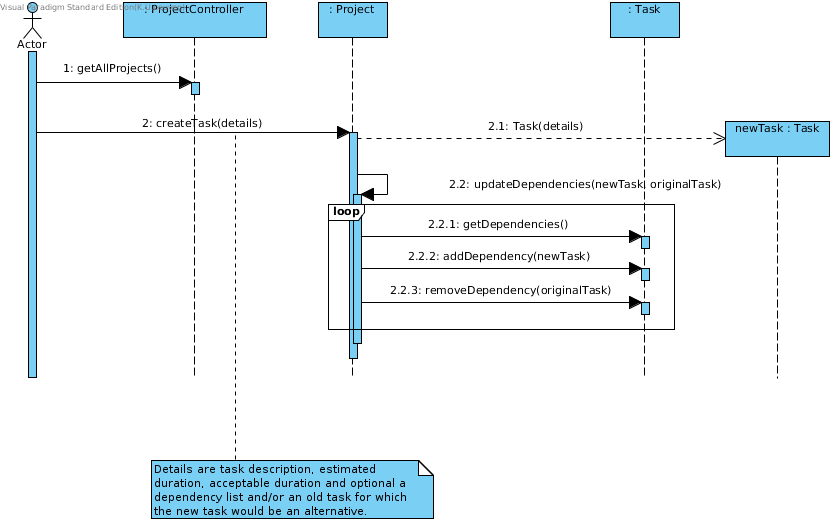 Visual Paradigm Standard Edition(K.U.
: ProjectController
: Project
: Task
Actor
1: getAllProjects()
2: createTask(details)
2.1: Task(details)
newTask : Task
2.2: updateDependencies(newTask, originalTask)
loop
2.2.1: getDependencies()
2.2.2: addDependency(newTask)
2.2.3: removeDependency(originalTask)
Details are task description, estimated
duration, acceptable duration and optional a
dependency list and/or an old task for which
the new task would be an alternative.